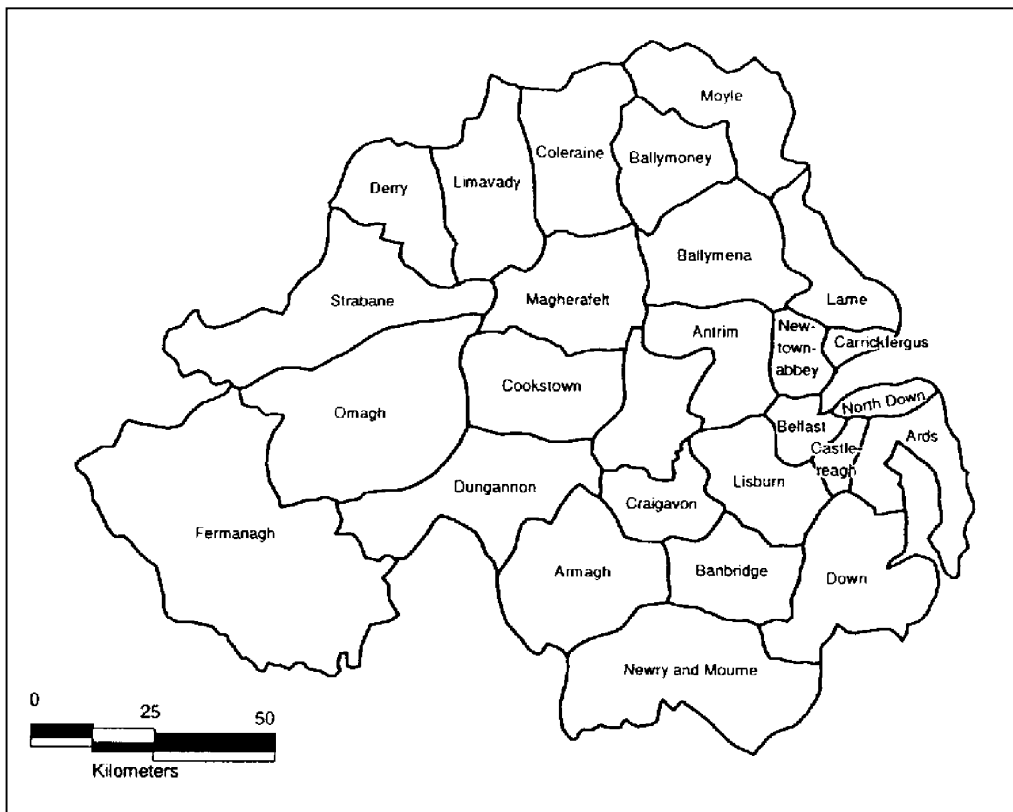 Moyle
Coleraine
Ballymoney
Derry
Limavady
Ballymena
Strabane
Magherafelt
Larne
Antrim
New-
town-
abbey
Carrickfergus
Cookstown
Omagh
North Down
Belfast
Ards
Castle-
reagh
Dungannon
Lisburn
Craigavon
Fermanagh
Armagh
Banbridge
Down
Newry and Mourne
0 25 50
Kilometers